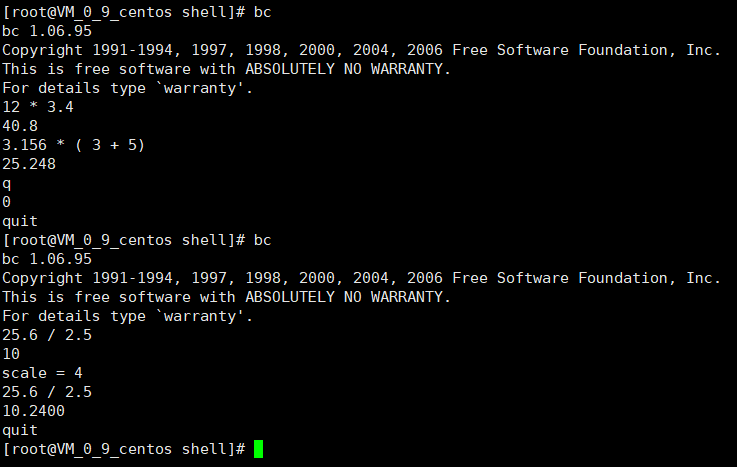 [root@VM_0_9_centos shell]# bc
bc 1.06.95
Copyright 1991-1994, 1997, 1998, 2000, 2004, 2006 Free Software Foundation, Inc.
This is free software with ABSOLUTELY NO WARRANTY.
For details type `warranty'.
12 * 3.4
40.8
3.156 * ( 3 + 5)
25.248
q
0
quit
[root@VM_0_9_centos shell]# bc
bc 1.06.95
Copyright 1991-1994, 1997, 1998, 2000, 2004, 2006 Free Software Foundation, Inc.
This is free software with ABSOLUTELY NO WARRANTY.
For details type `warranty'.
25.6 / 2.5
10
scale = 4
25.6 / 2.5
10.2400
quit
[root@VM_0_9_centos shell]#